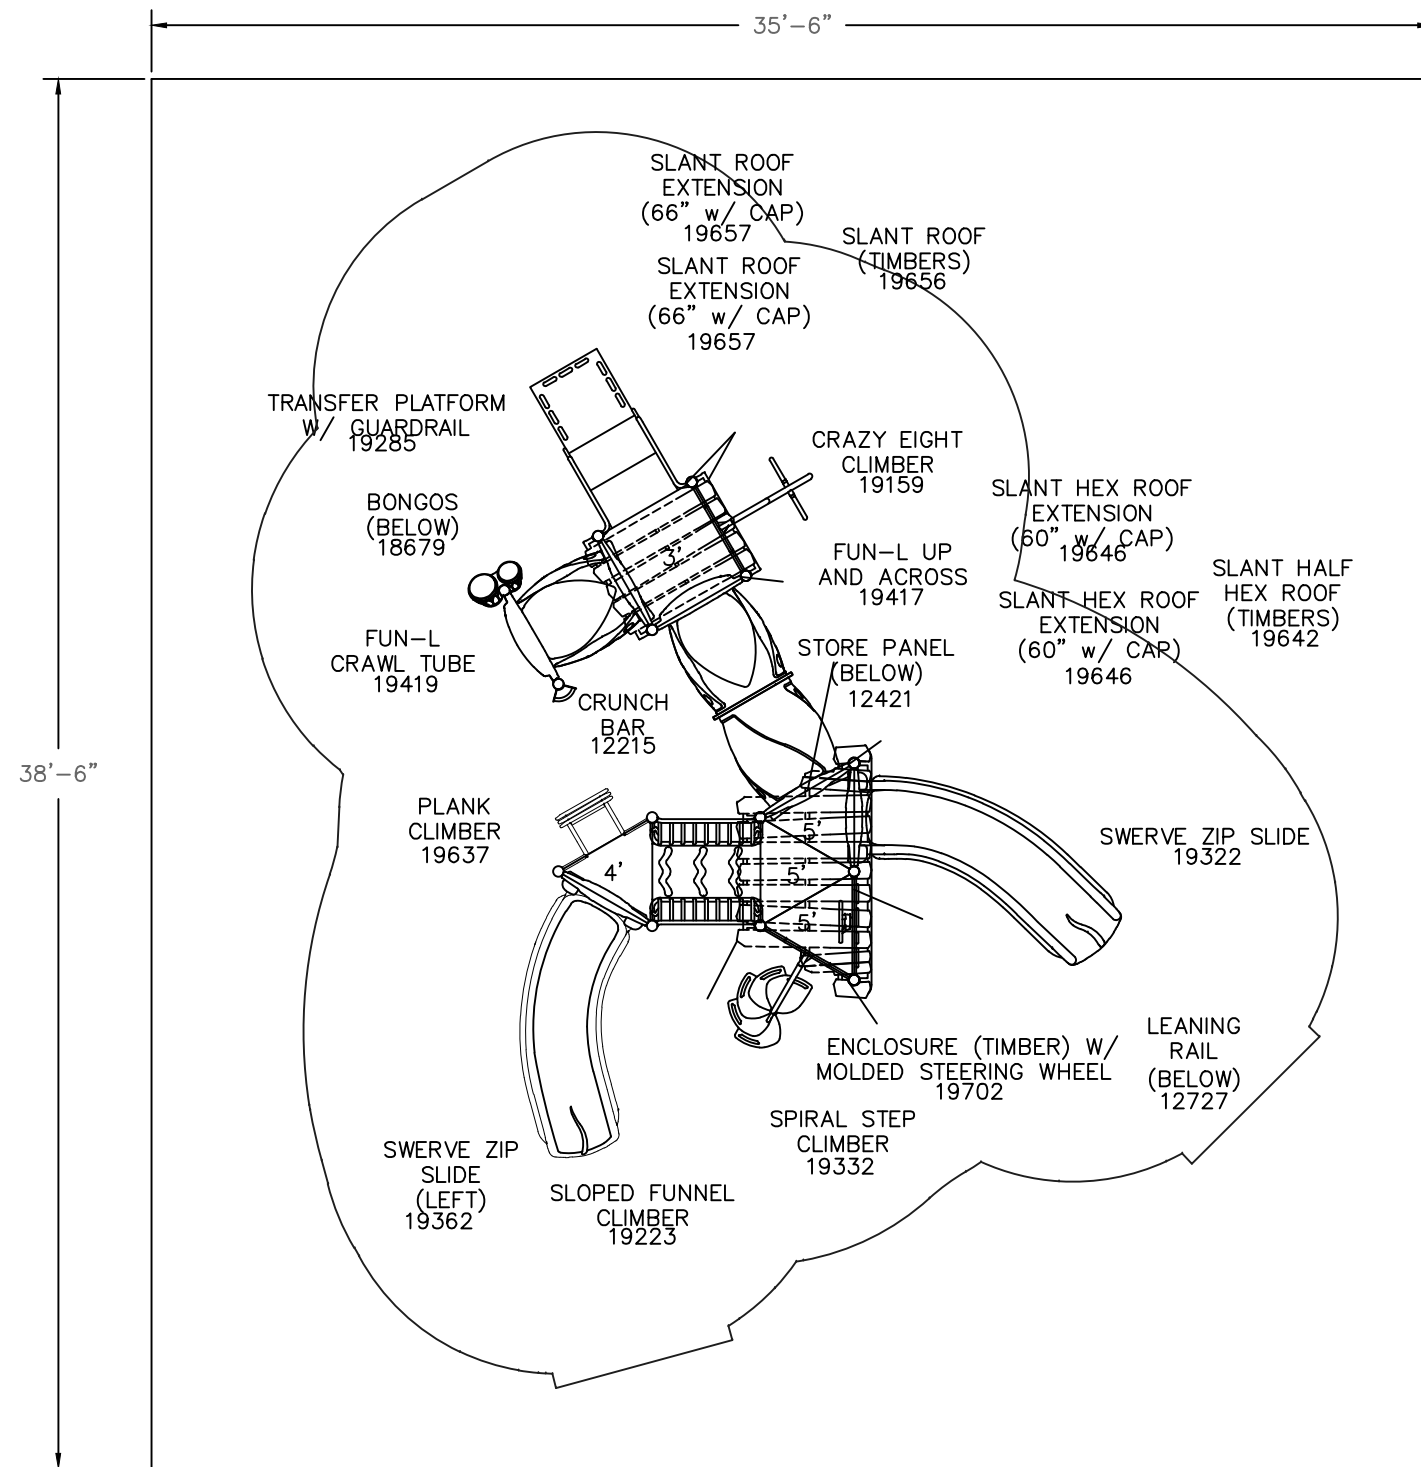 35'-6"
SLANT ROOF
EXTENSION
(66" w/ CAP)
19657
SLANT ROOF
(TIMBERS)
19656
SLANT ROOF
EXTENSION
(66" w/ CAP)
19657
TRANSFER PLATFORM
W/ GUARDRAIL
19285
CRAZY EIGHT
CLIMBER
19159
BONGOS
(BELOW)
18679
SLANT HEX ROOF
EXTENSION
(60" w/ CAP)
19646
3'
FUN-L UP
AND ACROSS
19417
SLANT HALF
HEX ROOF
(TIMBERS)
19642
SLANT HEX ROOF
EXTENSION
(60" w/ CAP)
19646
FUN-L
CRAWL TUBE
19419
STORE PANEL
(BELOW)
12421
CRUNCH
BAR
12215
38'-6"
PLANK
CLIMBER
19637
5'
4'
5'
5'
SWERVE ZIP SLIDE
19322
ENCLOSURE (TIMBER) W/
MOLDED STEERING WHEEL
19702
LEANING
RAIL
(BELOW)
12727
SPIRAL STEP
CLIMBER
19332
SWERVE ZIP
SLIDE
(LEFT)
19362
SLOPED FUNNEL
CLIMBER
19223